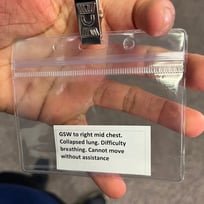 GSW to right mid chest.
Collapsed lung. Difficulty
breathing. Cannot move
without assistance